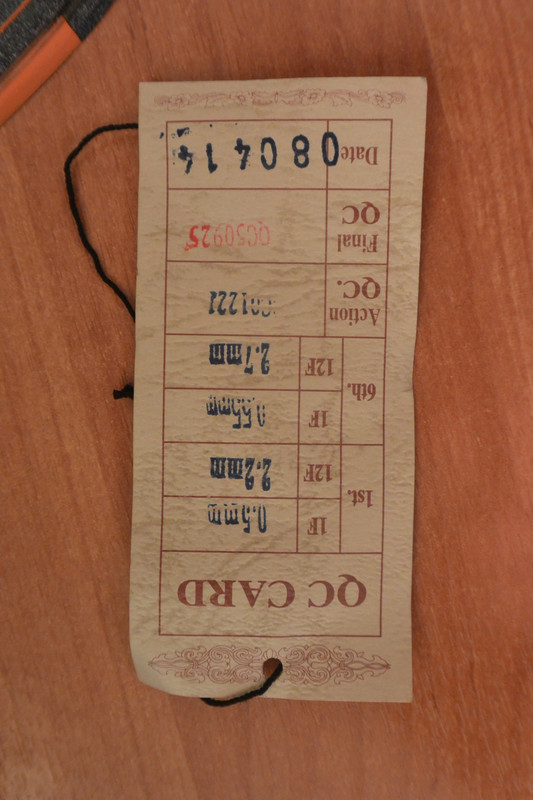 QC CARD
1st. 1F 0.5mm
12F 2.2mm
6th. 1F 0.55mm
12F 2.7mm
Action
QC.
Final QC50925
QC
Date 080414